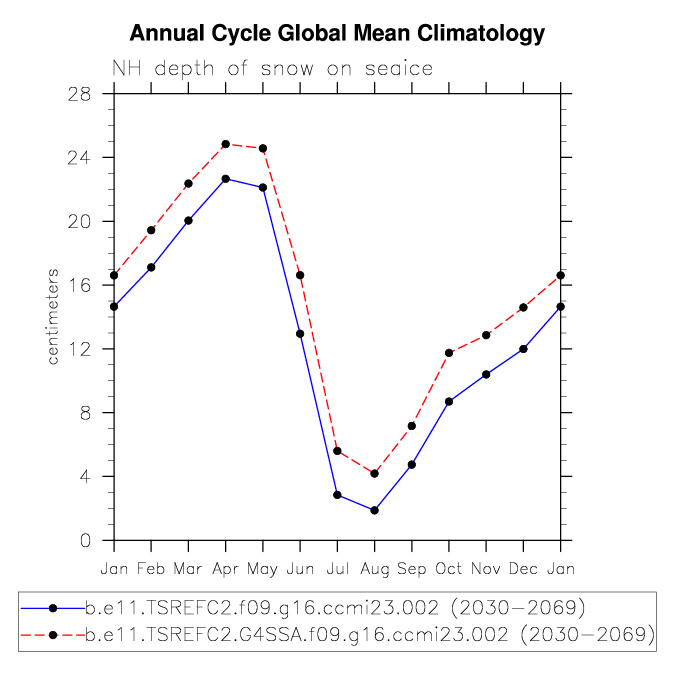 Annual Cycle Global Mean Climatology
NH depth of snow on seaice
28
24
20
16
12
8
4
0
centimeters
Jan Feb Mar Apr May Jun Jul Aug Sep Oct Nov Dec Jan
b.e11.TSREFC2.f09.g16.ccmi23.002 (2030-2069)
b.e11.TSREFC2.G4SSA.f09.g16.ccmi23.002 (2030-2069)